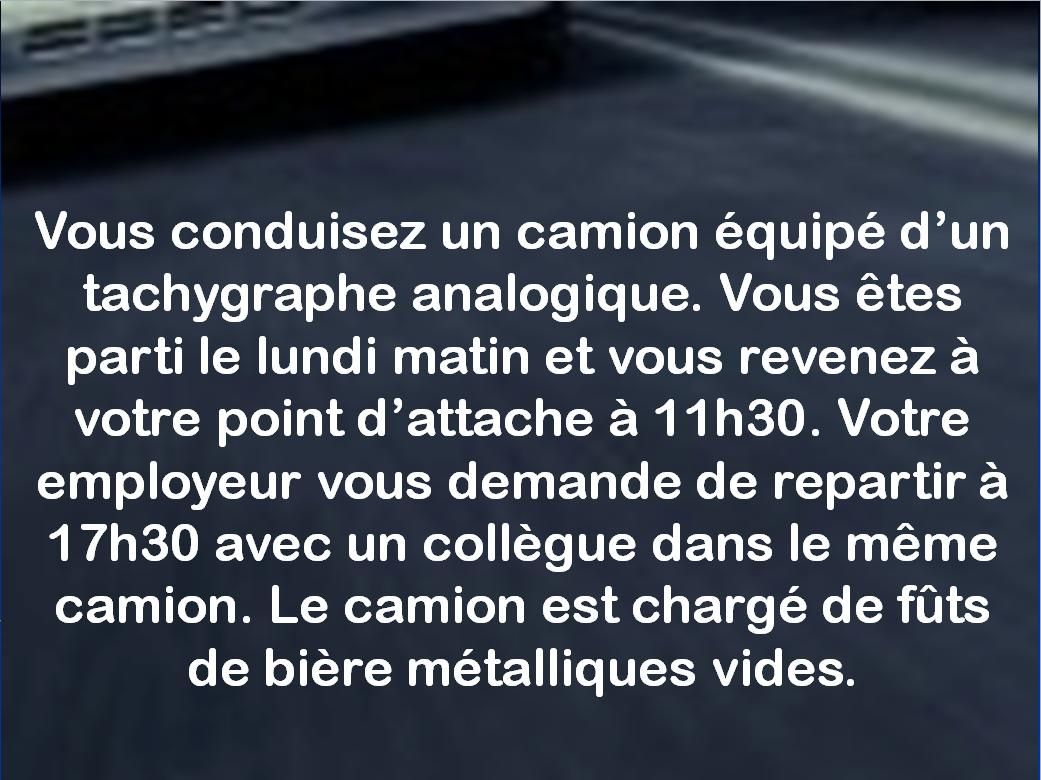 Vous conduisez un camion équipé d’un
tachygraphe analogique. Vous êtes
parti le lundi matin et vous revenez à
votre point d’attache à 11h30. Votre
employeur vous demande de repartir à
17h30 avec un collègue dans le même
camion. Le camion est chargé de fûts
de bière métalliques vides.